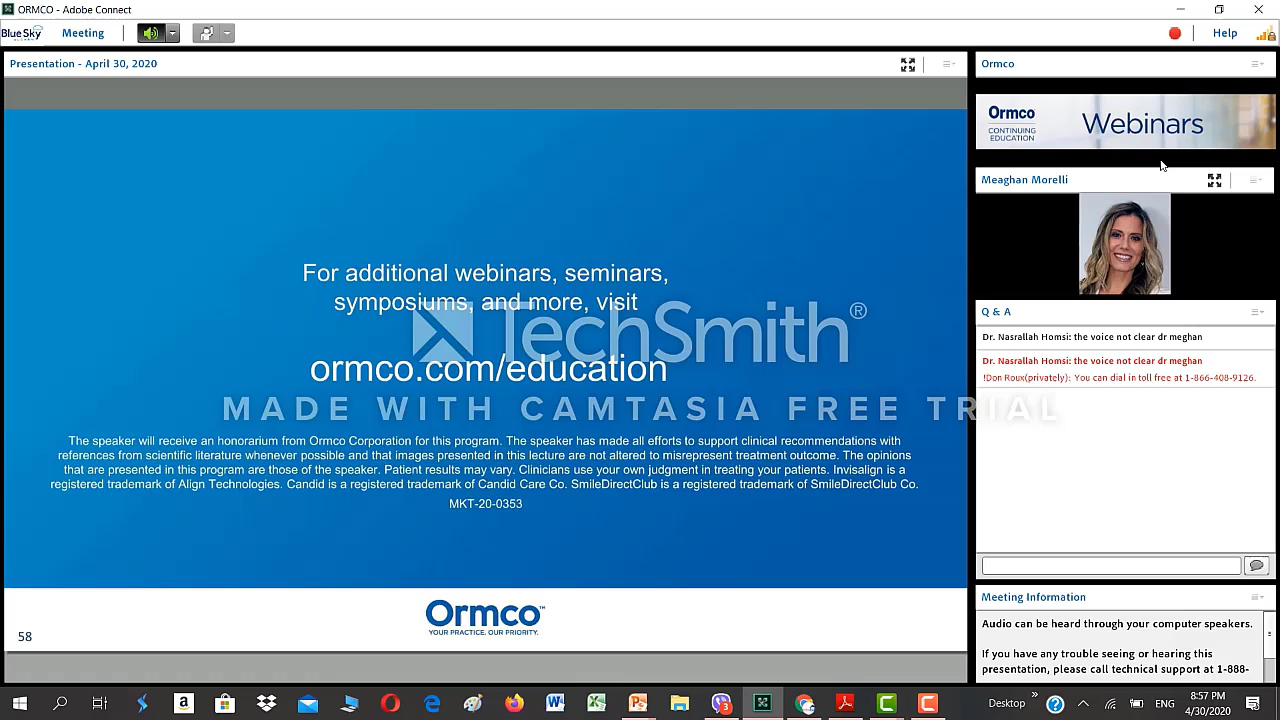 ORMCO - Adobe Connect
BlueSky
Meeting
Help
Presentation - April 30, 2020
Ormco
Ormco
CONTINUING
EDUCATION
Webinars
Meaghan Morelli
For additional webinars, seminars,
symposiums, and more, visit
TechSmith®
ormco.com/education
MADE WITH CAMTASIA FREE TRIAL
The speaker will receive an honorarium from Ormco Corporation for this program. The speaker has made all efforts to support clinical recommendations with
references from scientific literature whenever possible and that images presented in this lecture are not altered to misrepresent treatment outcome. The opinions
that are presented in this program are those of the speaker. Patient results may vary. Clinicians use your own judgment in treating your patients. Invisalign is a
registered trademark of Align Technologies. Candid is a registered trademark of Candid Care Co. SmileDirectClub is a registered trademark of SmileDirectClub Co.
MKT-20-0353
Ormco™
YOUR PRACTICE. OUR PRIORITY.
58
Q & A
Dr. Nasrallah Homsi: the voice not clear dr meghan
Dr. Nasrallah Homsi: the voice not clear dr meghan
!Don Roux(privately): You can dial in toll free at 1-866-408-9126.
Meeting Information
Audio can be heard through your computer speakers.
If you have any trouble seeing or hearing this
presentation, please call technical support at 1-888-
Desktop
ENG
8:57 PM
4/30/2020